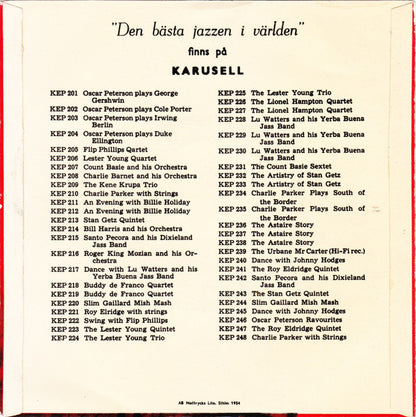 "Den bästa jazzen i världen"
finns på
KARUSELL
KEP 201 Oscar Peterson plays George
Gershwin
KEP 202 Oscar Peterson plays Cole Porter
KEP 203 Oscar Peterson plays Irwing
Berlin
KEP 204 Oscar Peterson plays Duke
Ellington
KEP 205 Flip Phillips Qartet
KEP 206 Lester Young Quartet
KEP 207 Count Basie and his Orchestra
KEP 208 Charlie Barnet and his Orchestra
KEP 209 The Kene Krupa Trio
KEP 210 Charlie Parker with Strings
KEP 211 An Evening with Billie Holiday
KEP 212 An Evening with Billie Holiday
KEP 213 Stan Getz Quintet
KEP 214 Bill Harris and his Orchestra
KEP 215 Santo Pecora and his Dixieland
Jass Band
KEP 216 Roger King Mozian and his Or-
chestra
KEP 217 Dance with Lu Watters and his
Yerba Buena Jass Band
KEP 218 Buddy de Franco Quartet
KEP 219 Buddy de Franco Quartet
KEP 220 Slim Gaillard Mish Mash
KEP 221 Roy Elridge with strings
KEP 222 Swing with Flip Phillips
KEP 223 The Lester Young Quintet
KEP 224 The Lester Young Trio
KEP 225 The Lester Young Trio
KEP 226 The Lionel Hampton Quartet
KEP 227 The Lionel Hampton Quartet
KEP 228 Lu Watters and his Yerba Buena
Jass Band
KEP 229 Lu Watters and his Yerba Buena
Jass Band
KEP 230 Lu Watters and his Yerba Buena
Jass Band
KEP 231 The Count Basie Sextet
KEP 232 The Artistry of Stan Getz
KEP 233 The Artistry of Stan Getz
KEP 234 Charlie Parker Plays South of
the Border
KEP 235 Charlie Parker Plays South of
the Border
KEP 236 The Astaire Story
KEP 237 The Astaire Story
KEP 238 The Astaire Story
KEP 239 The Urbane Mr Carter (Hi-Fi rec.)
KEP 240 Dance with Johnny Hodges
KEP 241 The Roy Eldridge Quintet
KEP 242 Santo Pecora and his Dixieland
Jass Band
KEP 243 The Stan Getz Quintet
KEP 244 Slim Gaillard Mish Mash
KEP 245 Dance with Johnny Hodges
KEP 246 Oscar Peterson Ravourites
KEP 247 The Roy Eldridge Quintet
KEP 248 Charlie Parker with Strings
AB Nothrycks Lito. Sthlm 1954